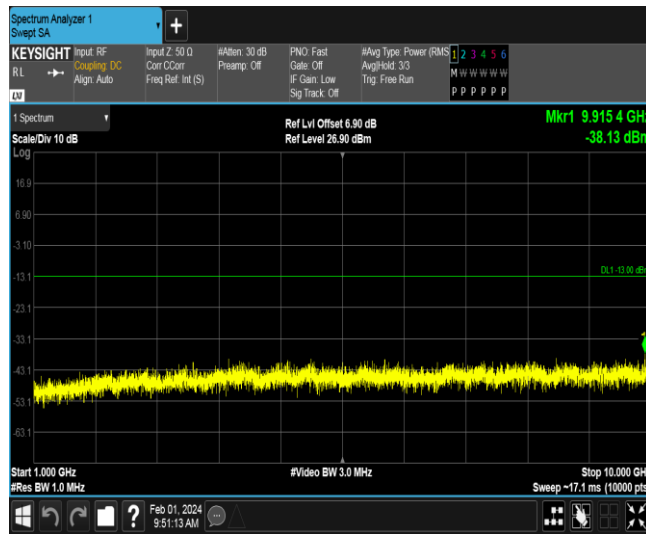 Spectrum Analyzer 1
Swept SA
+
KEYSIGHT Input: RF Input Z: 50 Ω #Atten: 30 dB PNO: Fast #Avg Type: Power (RMS 1 2 3 4 5 6
RL Coupling: DC Corr CCorr Preamp: Off Gate: Off Avg|Hold: 3/3 M W W W W W
Align: Auto Freq Ref: Int (S) IF Gain: Low Trig: Free Run
LXI Sig Track: Off P P P P P P
1 Spectrum Ref Lvl Offset 6.90 dB Mkr1 9.915 4 GHz
Scale/Div 10 dB Ref Level 26.90 dBm -38.13 dBm
Log
16.9
6.90
-3.10
-13.1 DL1 -13.00 dBm
-23.1
-33.1
-43.1
-53.1
-63.1
Start 1.000 GHz #Video BW 3.0 MHz Stop 10.000 GH
#Res BW 1.0 MHz Sweep ~17.1 ms (10000 pts
? Feb 01, 2024
9:51:13 AM